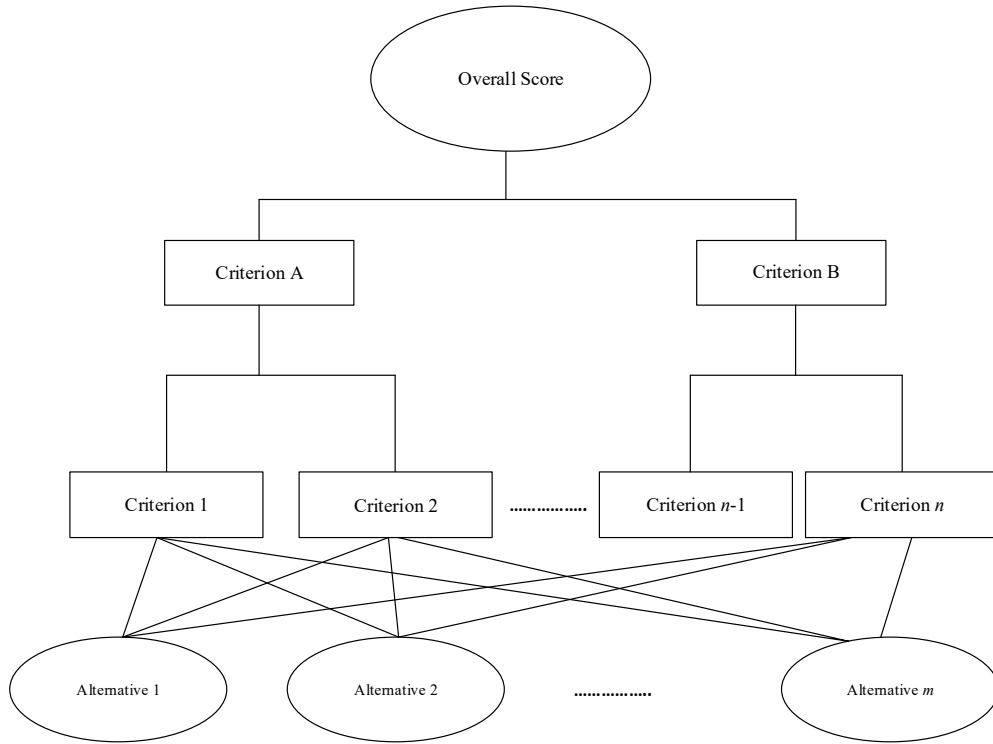 Overall Score
Criterion A
Criterion B
Criterion 1
Criterion 2
................
Criterion n-1
Criterion n
Alternative 1
Alternative 2
................
Alternative m